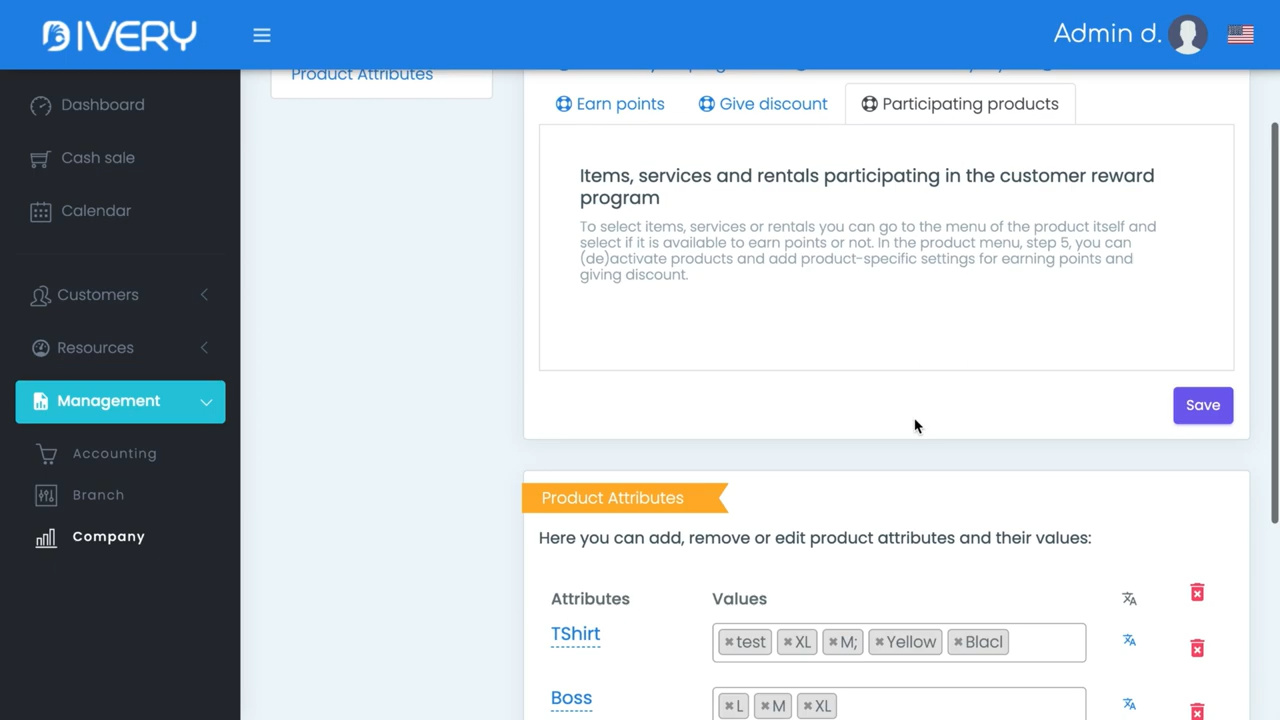 DIVERY
Admin d.
Product Attributes
Dashboard
Cash sale
Calendar
Customers
Resources
Management
Accounting
Branch
Company
Earn points
Give discount
Participating products
Items, services and rentals participating in the customer reward
program
To select items, services or rentals you can go to the menu of the product itself and
select if it is available to earn points or not. In the product menu, step 5, you can
(de)activate products and add product-specific settings for earning points and
giving discount.
Save
Product Attributes
Here you can add, remove or edit product attributes and their values:
Attributes Values
TShirt ×test ×XL ×M; ×Yellow ×Blacl
Boss ×L ×M ×XL